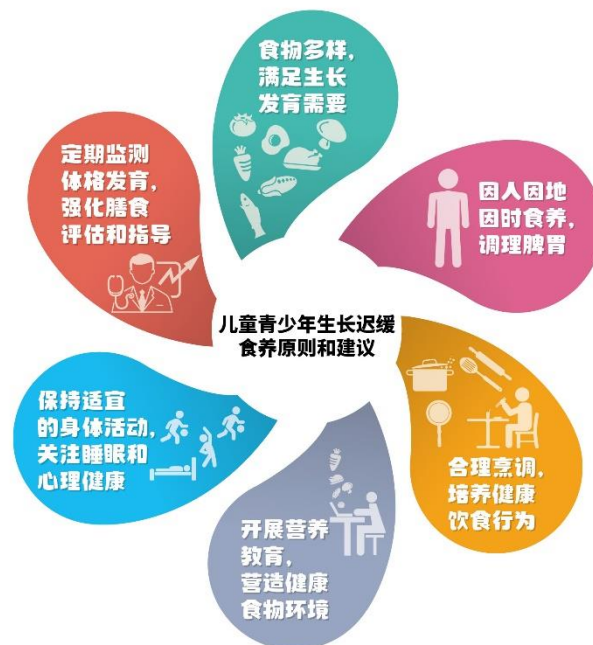 儿童青少年生长迟缓
食养原则和建议
食物多样，
满足生长
发育需要
因人因地
因时食养，
调理脾胃
合理烹调，
培养健康
饮食行为
开展营养
教育，
营造健康
食物环境
保持适宜
的身体活动，
关注睡眠和
心理健康
定期监测
体格发育，
强化膳食
评估和指导